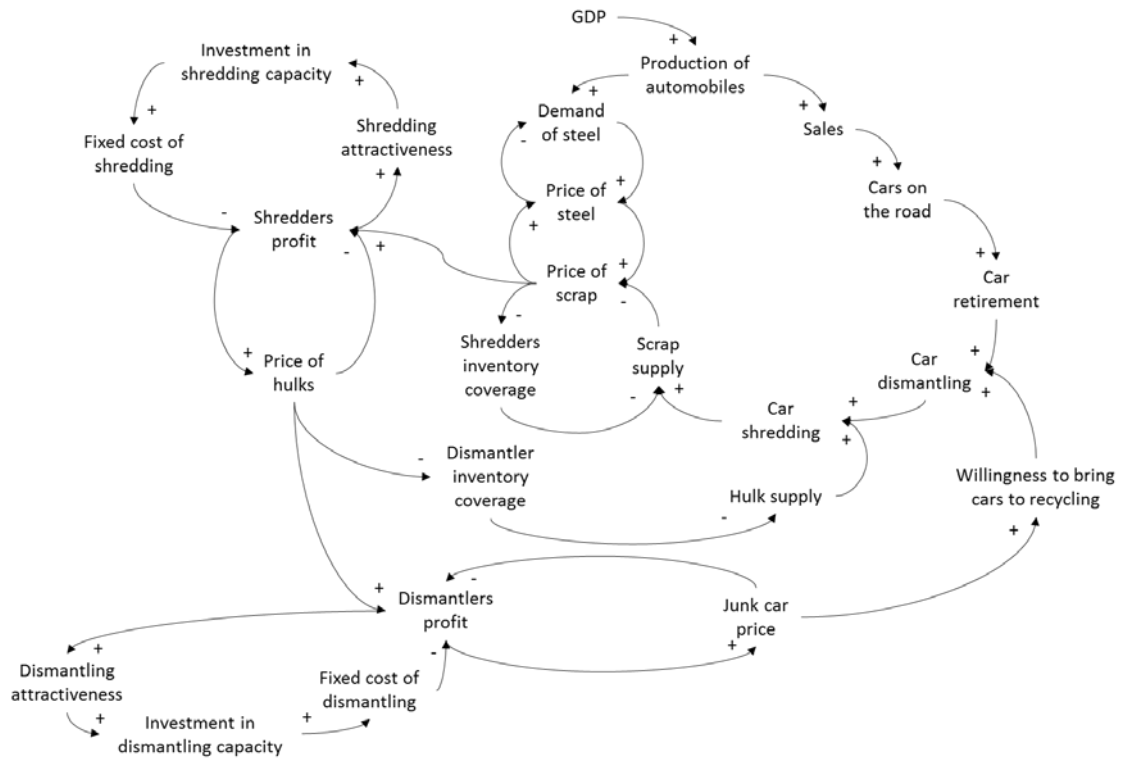 GDP
Production of
automobiles
Investment in
shredding capacity
Demand
of steel
Sales
Shredding
attractiveness
Fixed cost of
shredding
Cars on
the road
Price of
steel
Shredders
profit
Price of
scrap
Car
retirement
Shredders
inventory
coverage
Scrap
supply
Price of
hulks
Car
dismantling
Car
shredding
Dismantler
inventory
coverage
Hulk supply
Willingness to bring
cars to recycling
Dismantlers
profit
Junk car
price
Dismantling
attractiveness
Fixed cost of
dismantling
Investment in
dismantling capacity